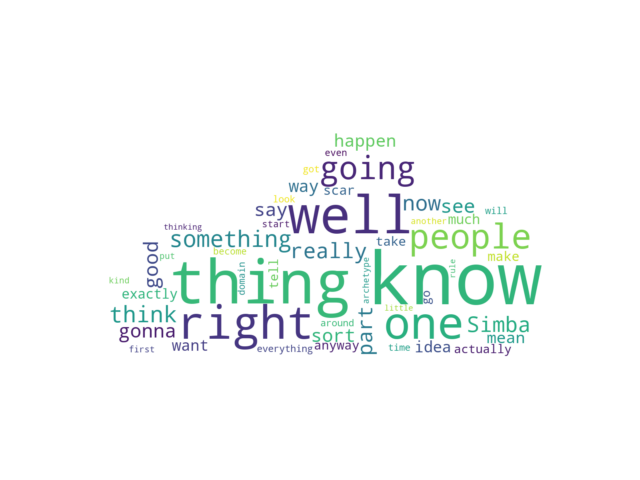 happen
even
got
going
way
scar
look
say
well
now
see
will
start
another
much
thinking
something
really
take
people
good
put
become
make
kind
exactly
domain
tell
thing
archetype
know
go
rule
little
think
gonna
right
around
sort
part
one
Simba
mean
first
want
everything
anyway
time
idea
actually